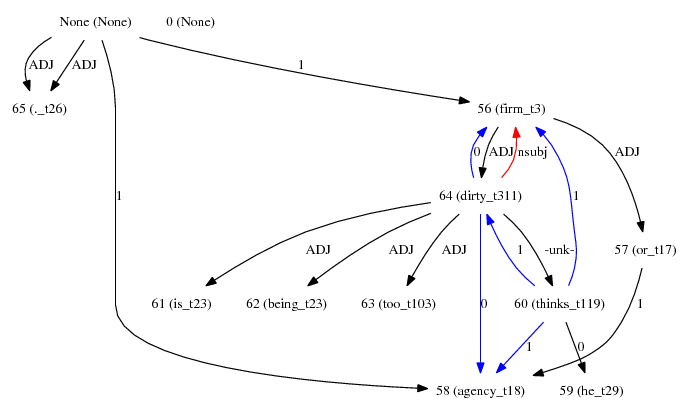 None (None) 0 (None)
ADJ ADJ 1
65 (._t26) 56 (firm_t3)
0 ADJ nsubj ADJ
1 64 (dirty_t311) 1
ADJ ADJ ADJ 1 -unk- 57 (or_t17)
61 (is_t23) 62 (being_t23) 63 (too_t103) 0 60 (thinks_t119) 1
1 0
58 (agency_t18) 59 (he_t29)